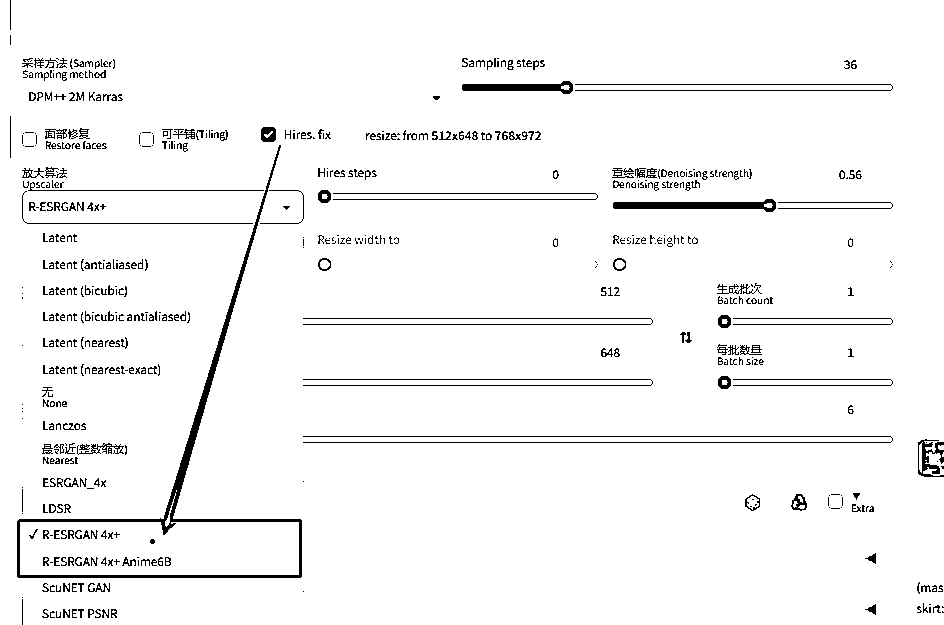 采样方法 (Sampler)
Sampling method
DPM++ 2M Karras
Sampling steps
36
面部修复
Restore faces
可平铺(Tiling)
Tiling
Hires. fix
resize: from 512x648 to 768x972
放大算法
Upscaler
R-ESRGAN 4x+
Hires steps
0
重绘幅度(Denoising strength)
Denoising strength
0.56
Resize width to
0
Resize height to
0
Latent
Latent (antialiased)
Latent (bicubic)
Latent (bicubic antialiased)
Latent (nearest)
Latent (nearest-exact)
无
None
Lanczos
最邻近(整数缩放)
Nearest
ESRGAN_4x
LDSR
✓ R-ESRGAN 4x+
R-ESRGAN 4x+ Anime6B
ScuNET GAN
ScuNET PSNR
512
648
生成批次
Batch count
1
每批数量
Batch size
1
6
Extra
(mas
skirt: